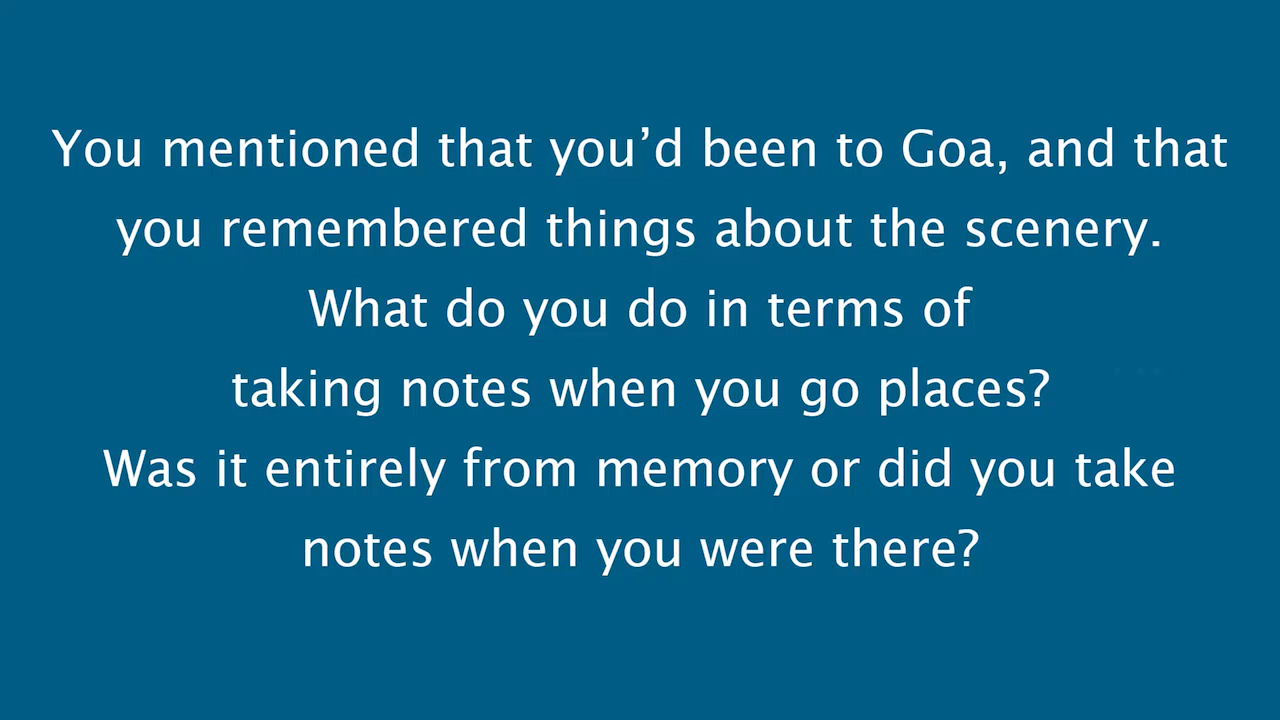 You mentioned that you’d been to Goa, and that
you remembered things about the scenery.
What do you do in terms of
taking notes when you go places?
Was it entirely from memory or did you take
notes when you were there?